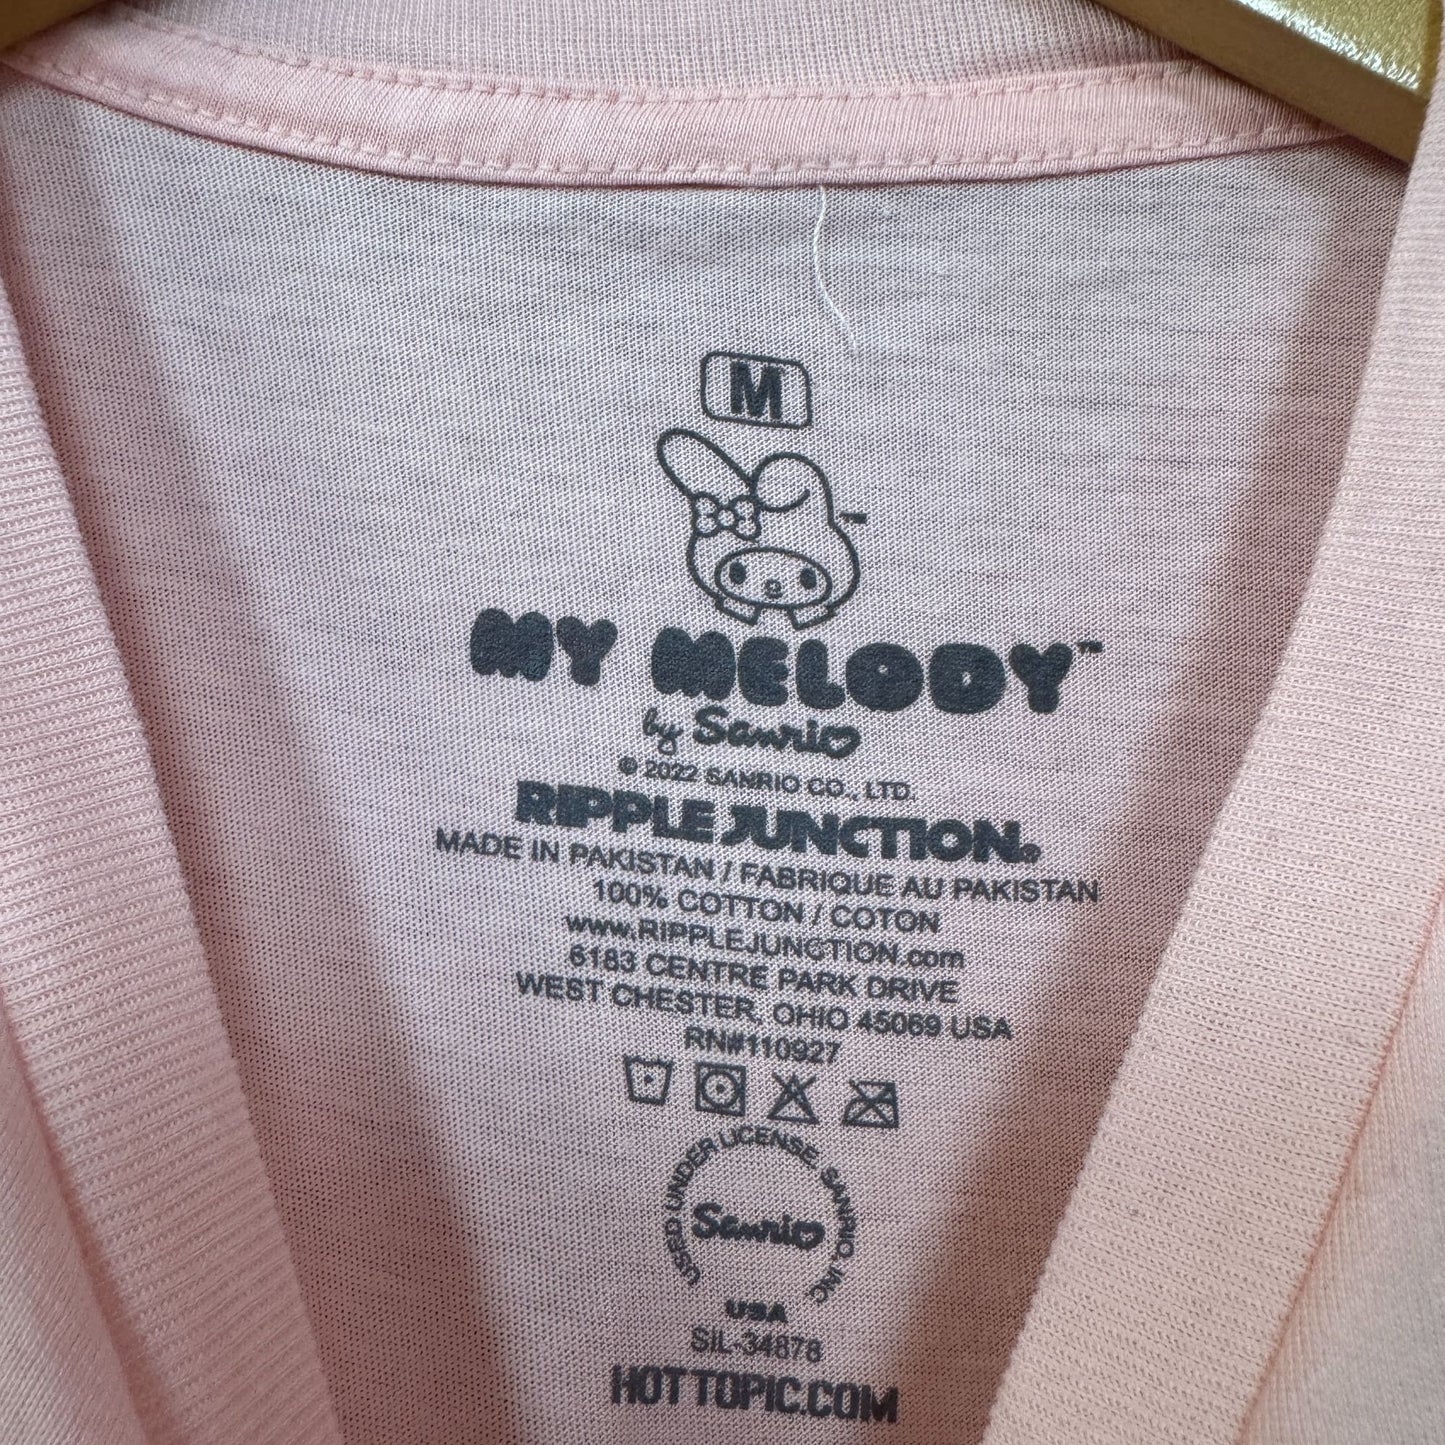 M
MY MELODY™
by Sanrio
© 2022 SANRIO CO., LTD.
RIPPLE JUNCTION®
MADE IN PAKISTAN / FABRIQUE AU PAKISTAN
100% COTTON / COTON
www.RIPPLEJUNCTION.com
6183 CENTRE PARK DRIVE
WEST CHESTER, OHIO 45069 USA
RN#110927
USED UNDER LICENSE, SANRIO, INC
Sanrio
USA
SIL-34878
HOTTOPIC.COM